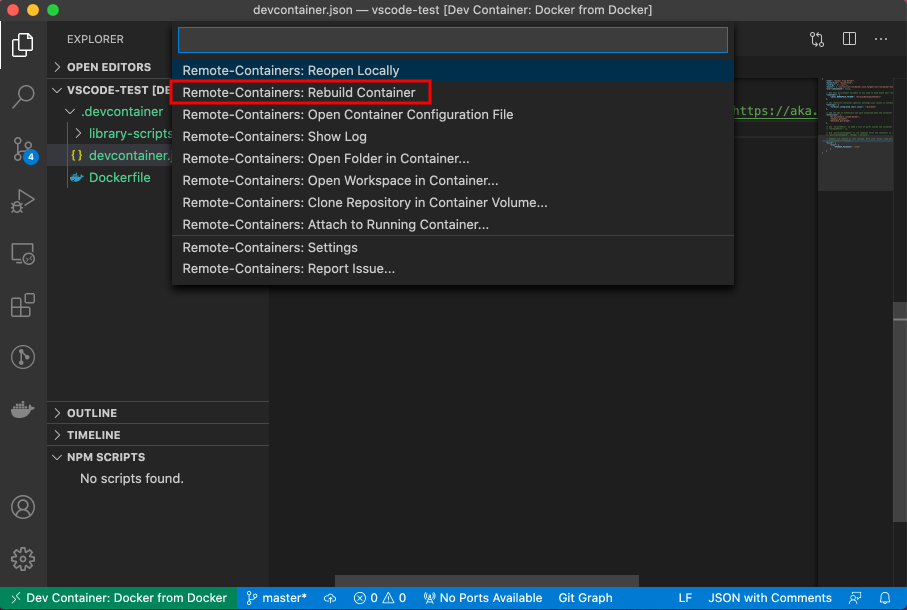 devcontainer.json — vscode-test [Dev Container: Docker from Docker]
EXPLORER
OPEN EDITORS
VSCODE-TEST [DE
.devcontainer
library-scripts
{} devcontainer.j
Dockerfile
4
Remote-Containers: Reopen Locally
Remote-Containers: Rebuild Container
Remote-Containers: Open Container Configuration File
Remote-Containers: Show Log
Remote-Containers: Open Folder in Container...
Remote-Containers: Open Workspace in Container...
Remote-Containers: Clone Repository in Container Volume...
Remote-Containers: Attach to Running Container...
Remote-Containers: Settings
Remote-Containers: Report Issue...
https://aka.
OUTLINE
TIMELINE
NPM SCRIPTS
No scripts found.
Dev Container: Docker from Docker master* 0 0 No Ports Available Git Graph LF JSON with Comments